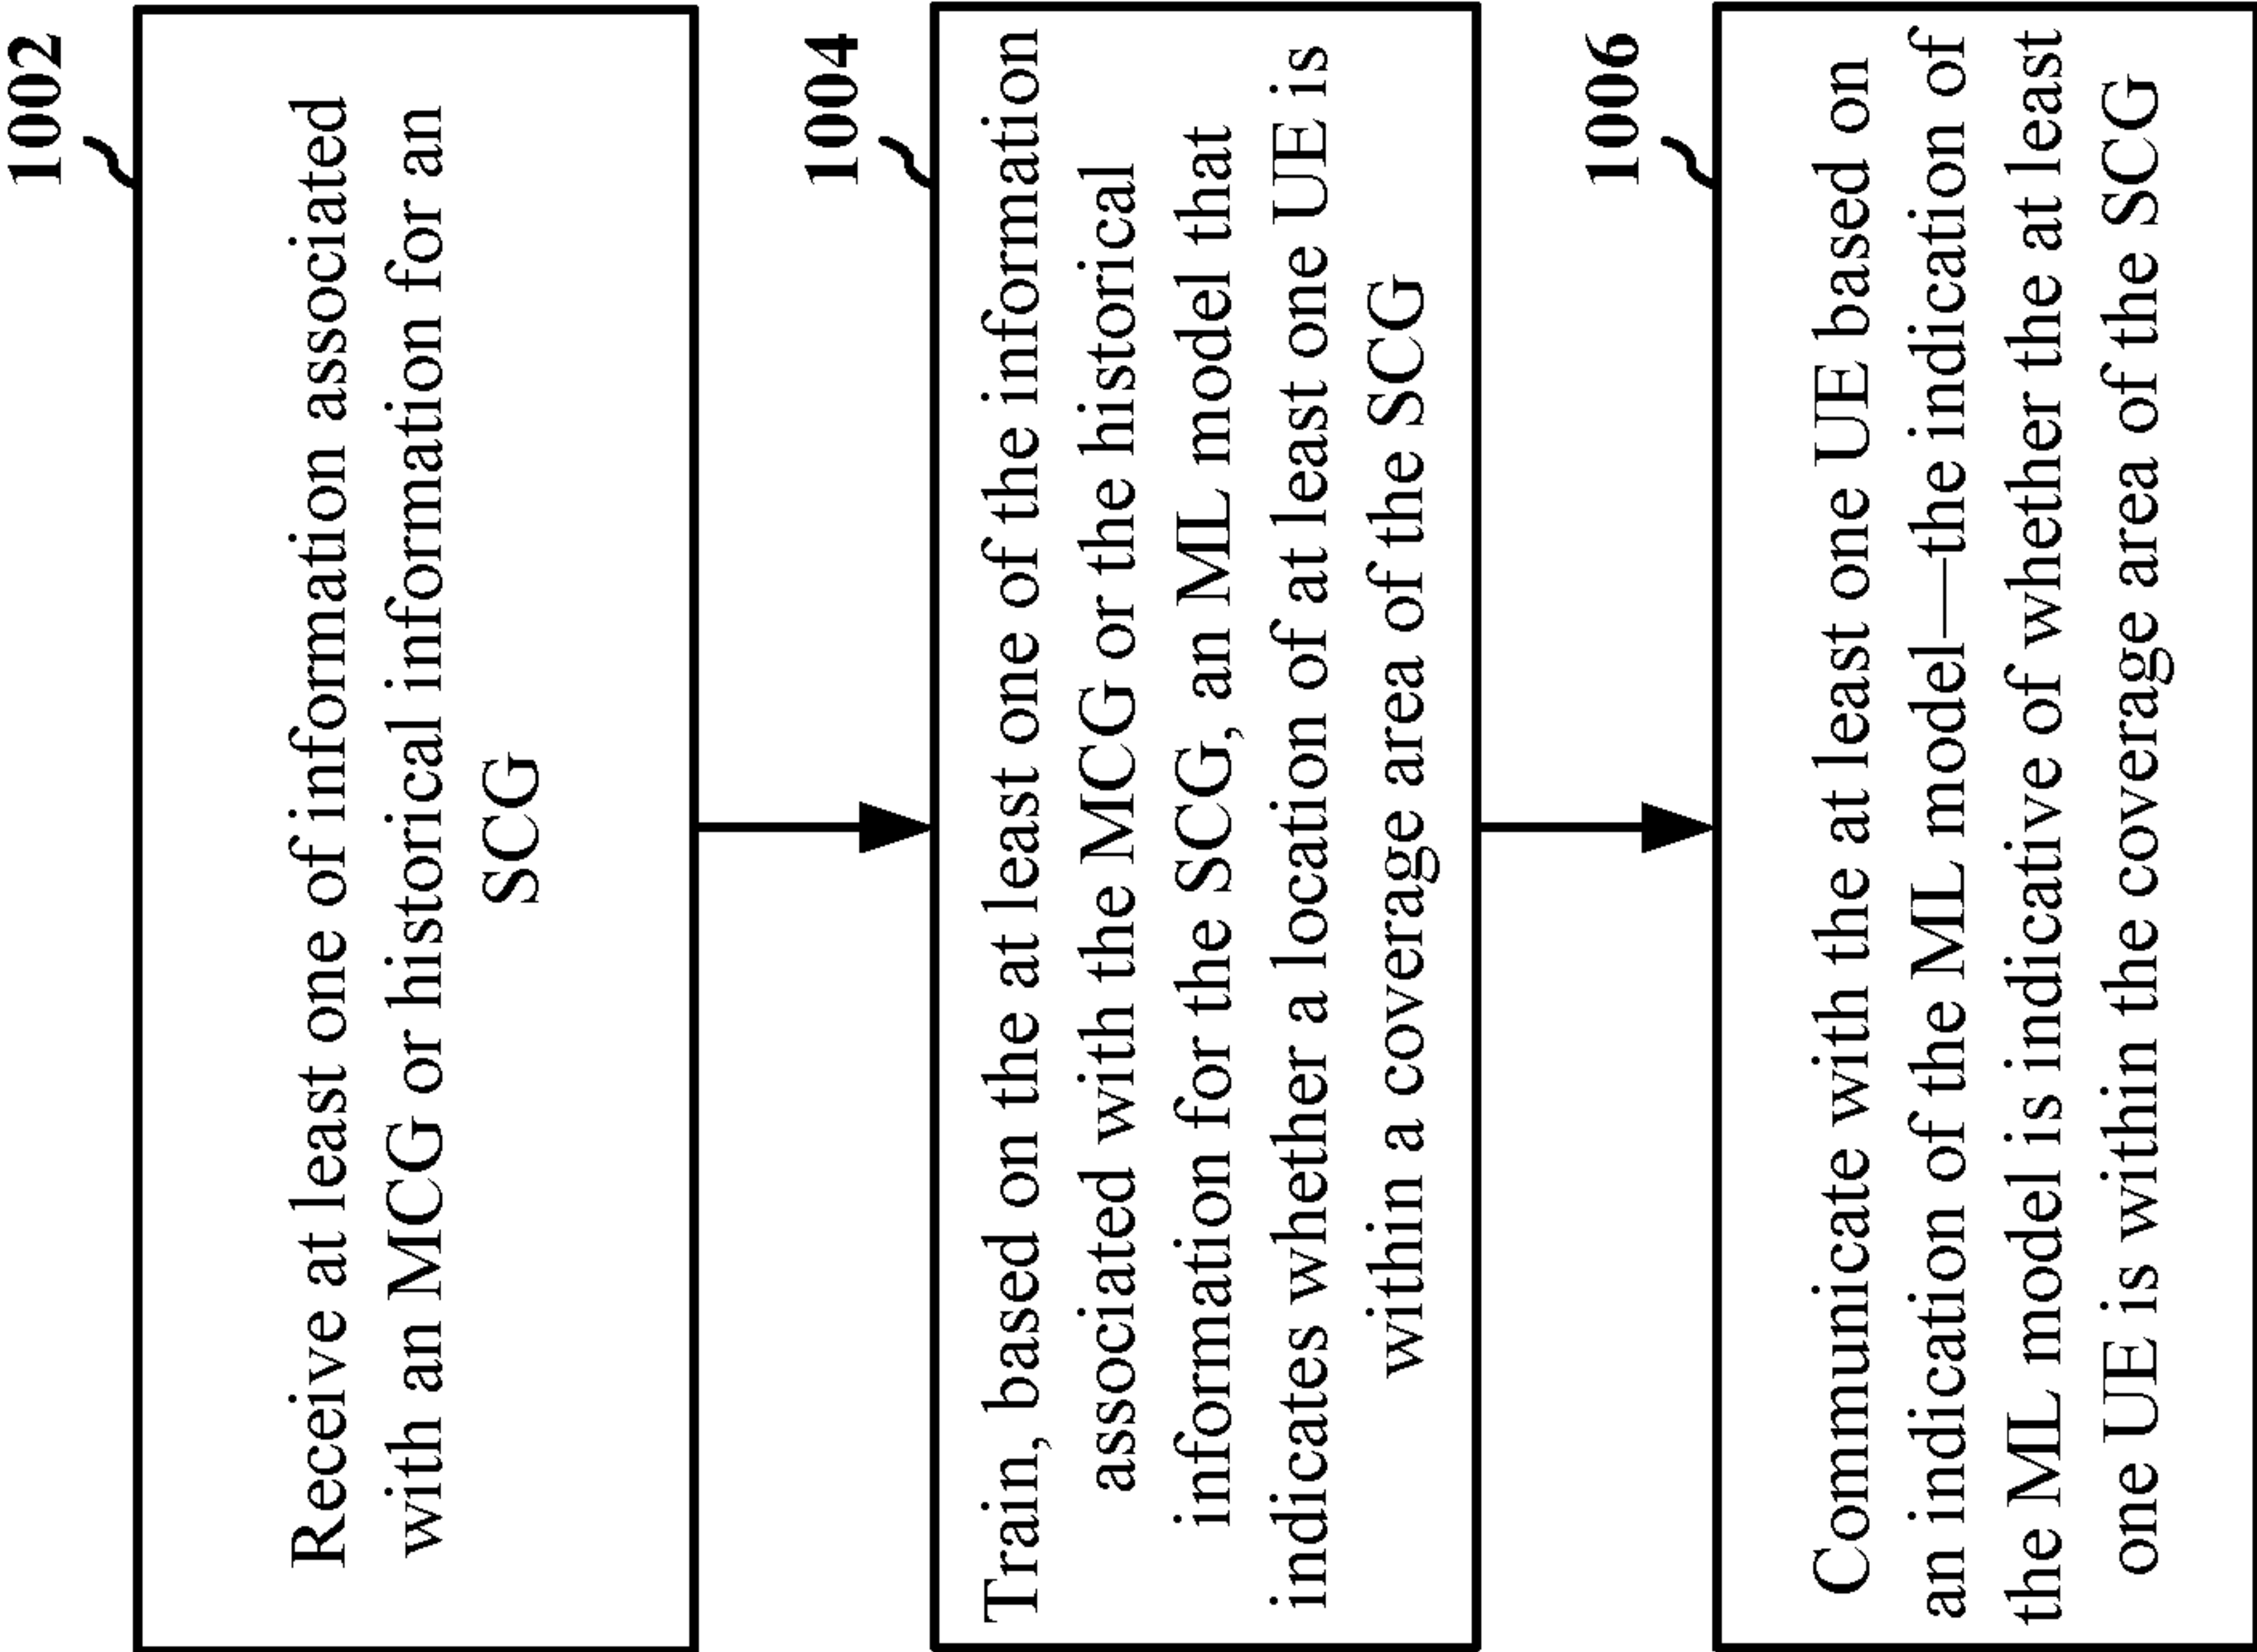 1002
Receive at least one of information associated
with an MCG or historical information for an
SCG
1004
Train, based on the at least one of the information
associated with the MCG or the historical
information for the SCG, an ML model that
indicates whether a location of at least one UE is
within a coverage area of the SCG
1006
Communicate with the at least one UE based on
an indication of the ML model—the indication of
the ML model is indicative of whether the at least
one UE is within the coverage area of the SCG